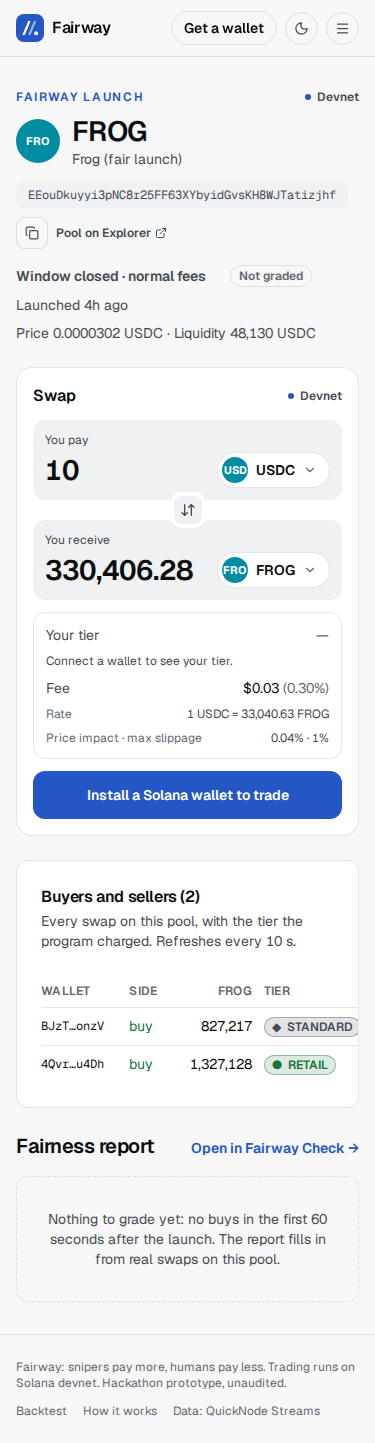 Fairway
Get a wallet
FAIRWAY LAUNCH
Devnet
FRO
FROG
Frog (fair launch)
EEouDkuyyi3pNC8r25FF63XYbyidGvsKH8WJTatizjhf
Pool on Explorer
Window closed · normal fees
Not graded
Launched 4h ago
Price 0.0000302 USDC · Liquidity 48,130 USDC
Swap
Devnet
You pay
10
USD
USDC
You receive
330,406.28
FRO
FROG
Your tier
—
Connect a wallet to see your tier.
Fee
$0.03 (0.30%)
Rate
1 USDC = 33,040.63 FROG
Price impact · max slippage
0.04% · 1%
Install a Solana wallet to trade
Buyers and sellers (2)
Every swap on this pool, with the tier the
program charged. Refreshes every 10 s.
WALLET SIDE FROG TIER
BJzT…onzV buy 827,217 STANDARD
4Qvr…u4Dh buy 1,327,128 RETAIL
Fairness report
Open in Fairway Check →
Nothing to grade yet: no buys in the first 60
seconds after the launch. The report fills in
from real swaps on this pool.
Fairway: snipers pay more, humans pay less. Trading runs on
Solana devnet. Hackathon prototype, unaudited.
Backtest How it works Data: QuickNode Streams